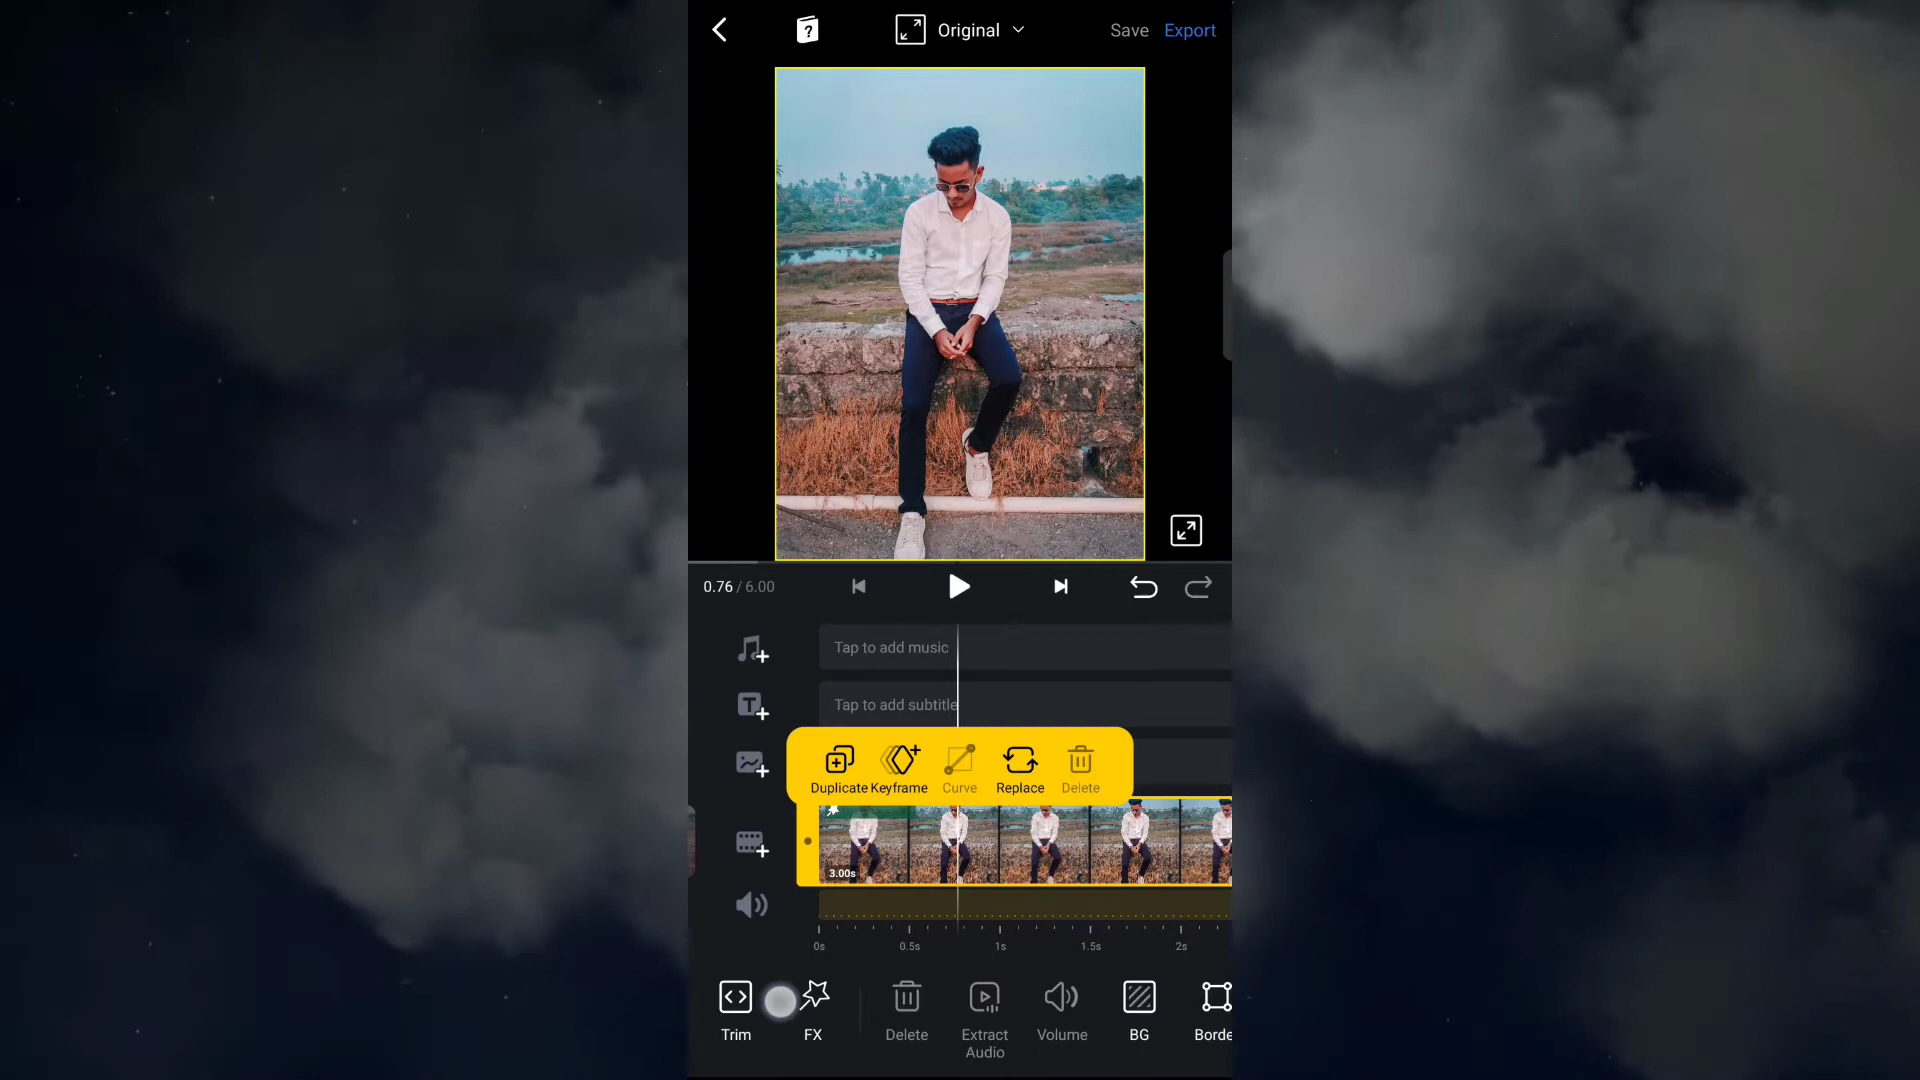 Original
Save Export
0.76 / 6.00
Tap to add music
Tap to add subtitle
Duplicate Keyframe Curve Replace Delete
3.00s
0s 0.5s 1s 1.5s 2s
Trim FX Delete Extract Audio Volume BG Borde